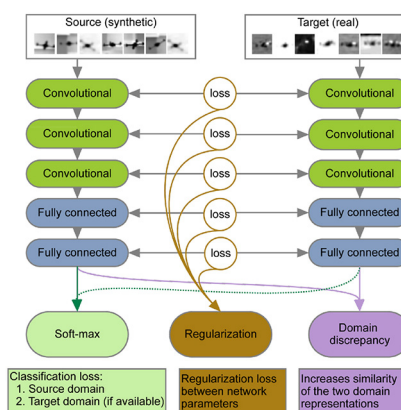 Source (synthetic)
Target (real)
Convolutional
loss
Convolutional
Convolutional
loss
Convolutional
Convolutional
loss
Convolutional
Fully connected
loss
Fully connected
Fully connected
loss
Fully connected
Soft-max
Regularization
Domain
discrepancy
Classification loss:
1. Source domain
2. Target domain (if available)
Regularization loss
between network
parameters
Increases similarity
of the two domain
representations